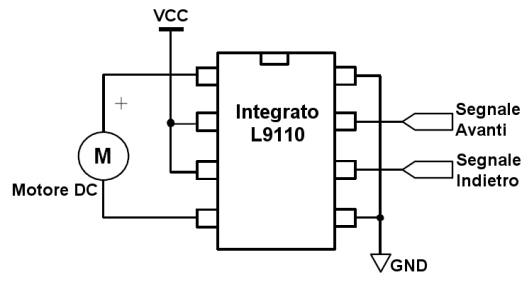 VCC
+
Integrato
L9110
Segnale
Avanti
M
Segnale
Indietro
Motore DC
GND